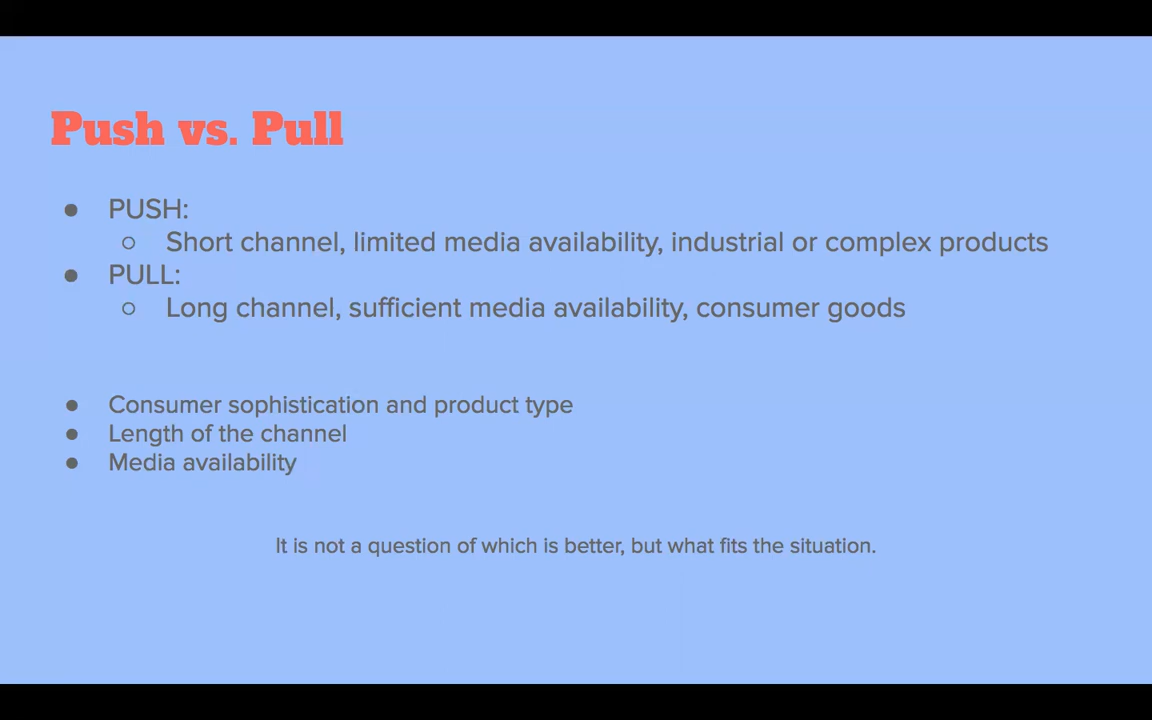 Push vs. Pull
● PUSH:
○ Short channel, limited media availability, industrial or complex products
● PULL:
○ Long channel, sufficient media availability, consumer goods
● Consumer sophistication and product type
● Length of the channel
● Media availability
It is not a question of which is better, but what fits the situation.